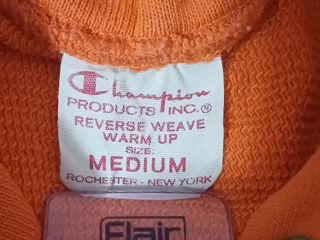 Champion
PRODUCTS INC.®
REVERSE WEAVE
WARM UP
SIZE:
MEDIUM
ROCHESTER - NEW YORK
Flair